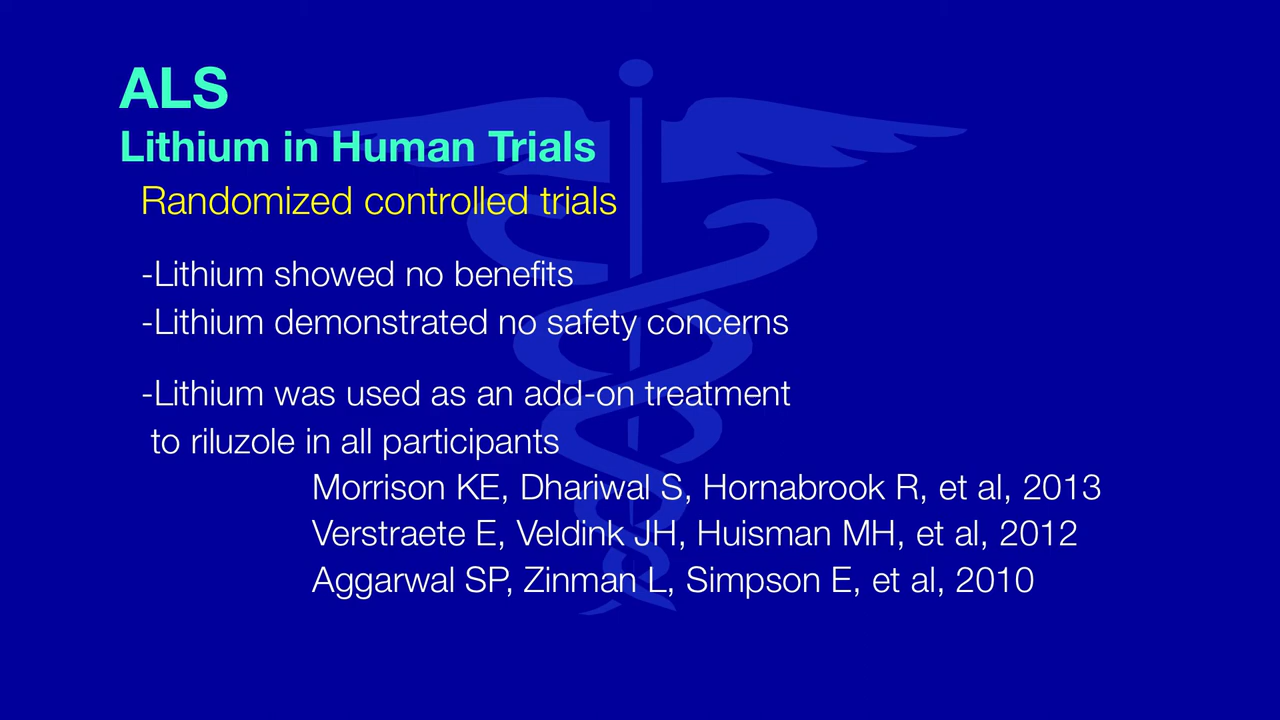 ALS
Lithium in Human Trials
Randomized controlled trials
-Lithium showed no benefits
-Lithium demonstrated no safety concerns
-Lithium was used as an add-on treatment
to riluzole in all participants
Morrison KE, Dhariwal S, Hornabrook R, et al, 2013
Verstraete E, Veldink JH, Huisman MH, et al, 2012
Aggarwal SP, Zinman L, Simpson E, et al, 2010